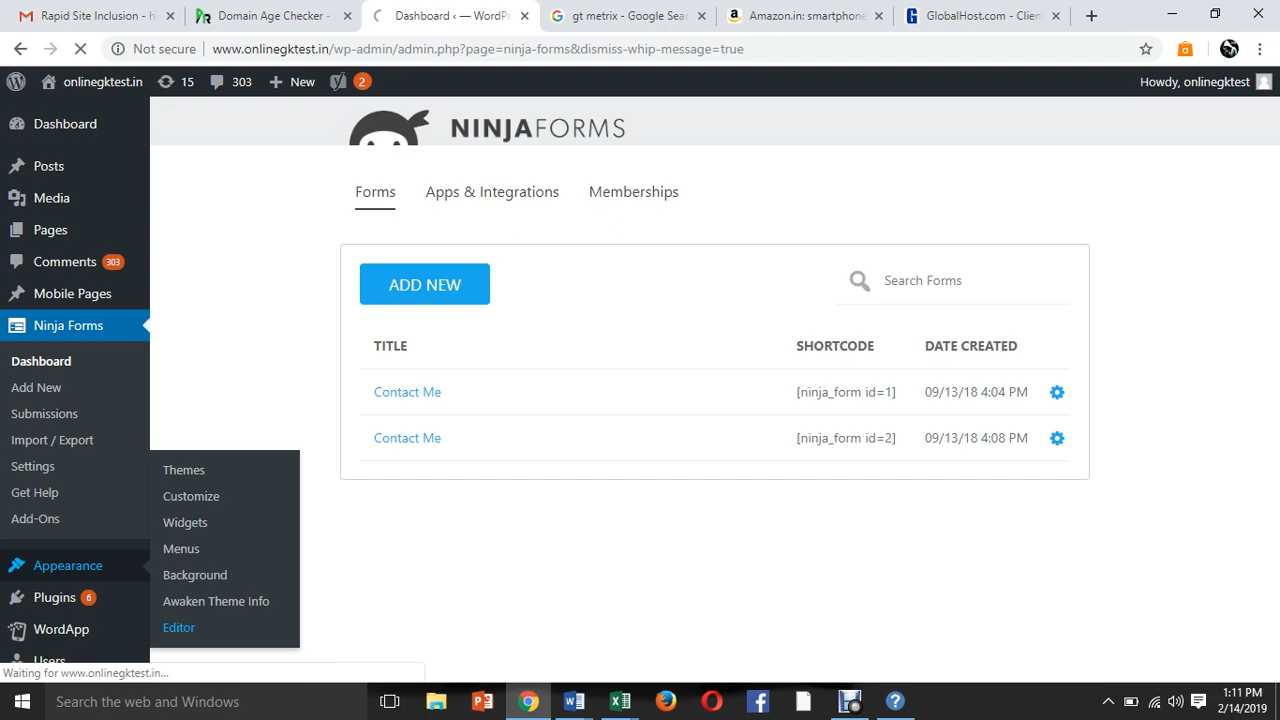 Rapid Site Inclusion - hi
Domain Age Checker -
Dashboard ‹ — WordPr
gt metrix - Google Sear
Amazon.in: smartphone
GlobalHost.com - Client
Not secure
www.onlinegktest.in/wp-admin/admin.php?page=ninja-forms&dismiss-whip-message=true
onlinegktest.in
15
303
New
2
Howdy, onlinegktest
Dashboard
Posts
Media
Pages
Comments 303
Mobile Pages
Ninja Forms
Dashboard
Add New
Submissions
Import / Export
Settings
Get Help
Add-Ons
Appearance
Plugins 6
WordApp
Users
Themes
Customize
Widgets
Menus
Background
Awaken Theme Info
Editor
NINJAFORMS
Forms
Apps & Integrations
Memberships
ADD NEW
Search Forms
TITLE SHORTCODE DATE CREATED
Contact Me [ninja_form id=1] 09/13/18 4:04 PM
Contact Me [ninja_form id=2] 09/13/18 4:08 PM
Waiting for www.onlinegktest.in...
Search the web and Windows
1:11 PM
2/14/2019